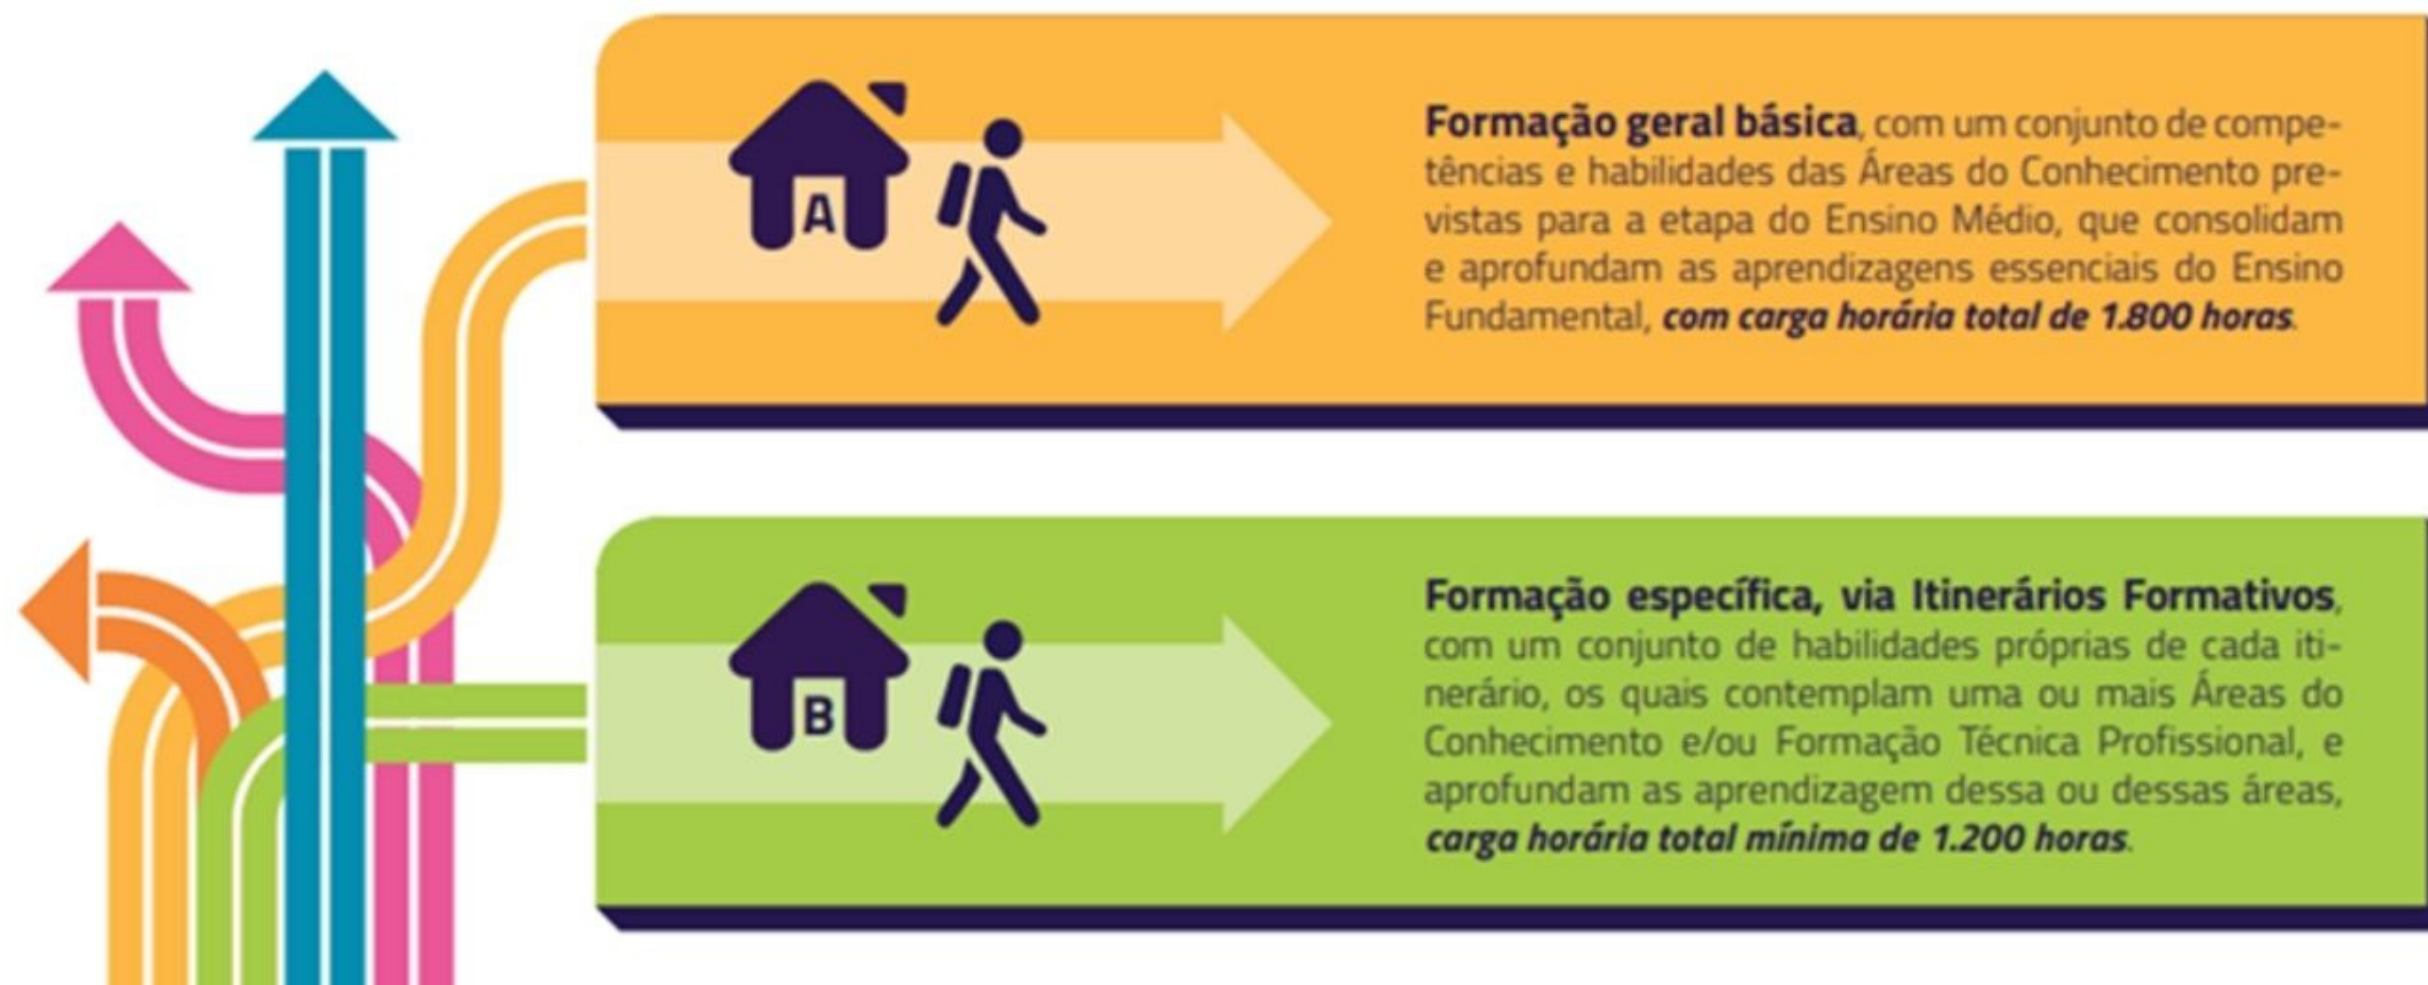 A
Formação geral básica, com um conjunto de compe-
tências e habilidades das Áreas do Conhecimento pre-
vistas para a etapa do Ensino Médio, que consolidam
e aprofundam as aprendizagens essenciais do Ensino
Fundamental, com carga horária total de 1.800 horas.
B
Formação específica, via Itinerários Formativos,
com um conjunto de habilidades próprias de cada iti-
nerário, os quais contemplam uma ou mais Áreas do
Conhecimento e/ou Formação Técnica Profissional, e
aprofundam as aprendizagem dessa ou dessas áreas,
carga horária total mínima de 1.200 horas.